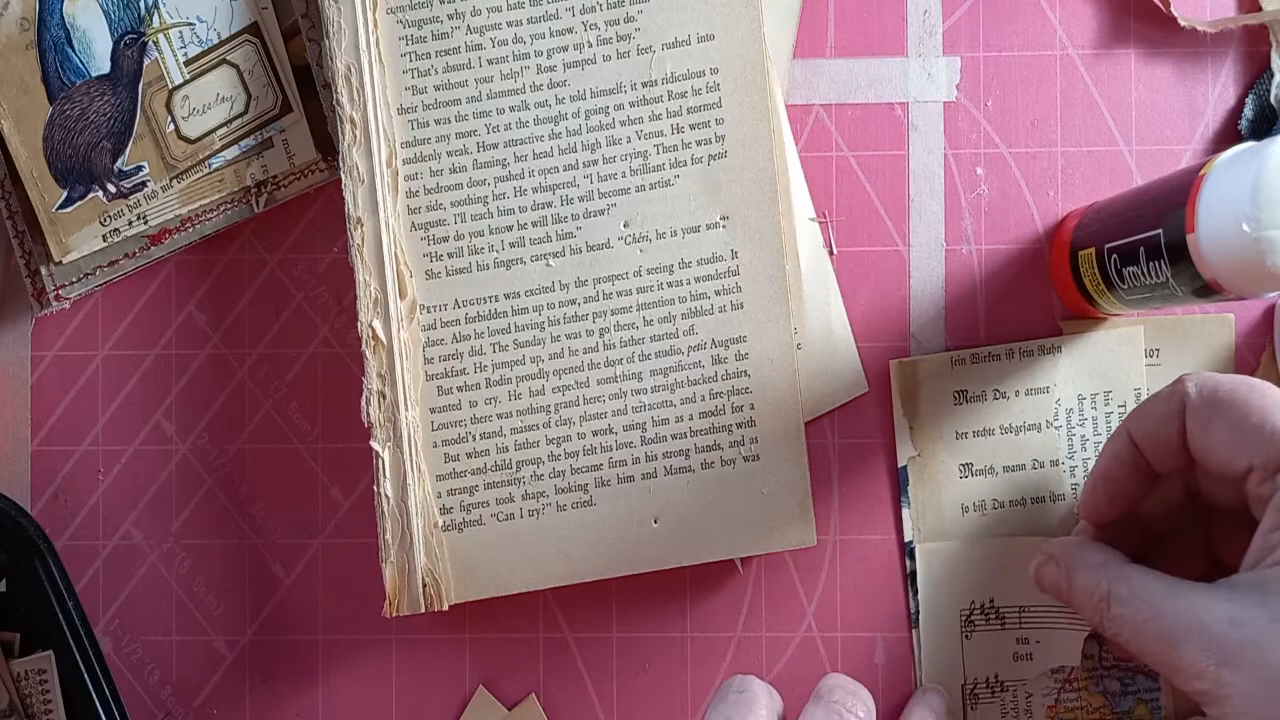 completely was
"Auguste, why do you hate the
"Hate him?" Auguste was startled. "I don't hate him."
"Then resent him. You do, you know. Yes, you do."
"That's absurd. I want him to grow up a fine boy."
"But without your help!" Rose jumped to her feet, rushed into
their bedroom and slammed the door.
This was the time to walk out, he told himself; it was ridiculous to
endure any more. Yet at the thought of going on without Rose he felt
suddenly weak. How attractive she had looked when she had stormed
out: her skin flaming, her head held high like a Venus. He went to
the bedroom door, pushed it open and saw her crying. Then he was by
her side, soothing her. He whispered, "I have a brilliant idea for petit
Auguste. I'll teach him to draw. He will become an artist."
"How do you know he will like to draw?"
"He will like it, I will teach him."
She kissed his fingers, caressed his beard. "Chéri, he is your son."
PETIT AUGUSTE was excited by the prospect of seeing the studio. It
had been forbidden him up to now, and he was sure it was a wonderful
place. Also he loved having his father pay some attention to him, which
he rarely did. The Sunday he was to go there, he only nibbled at his
breakfast. He jumped up, and he and his father started off.
But when Rodin proudly opened the door of the studio, petit Auguste
wanted to cry. He had expected something magnificent, like the
Louvre; there was nothing grand here; only two straight-backed chairs,
a model's stand, masses of clay, plaster and terracotta, and a fire-place.
But when his father began to work, using him as a model for a
mother-and-child group, the boy felt his love. Rodin was breathing with
a strange intensity; the clay became firm in his strong hands, and as
the figures took shape, looking like him and Mama, the boy was
delighted. "Can I try?" he cried.
Tuesday
Gott hat sich
make
Croxley
sein Wirken ist sein Ruhn
107
Meinst Du, o armer
der rechte Lobgesang
Mensch, wann Du
so bist Du noch von ihm
his han
her and he
dearly she love
Suddenly he fro
sin -
Gott